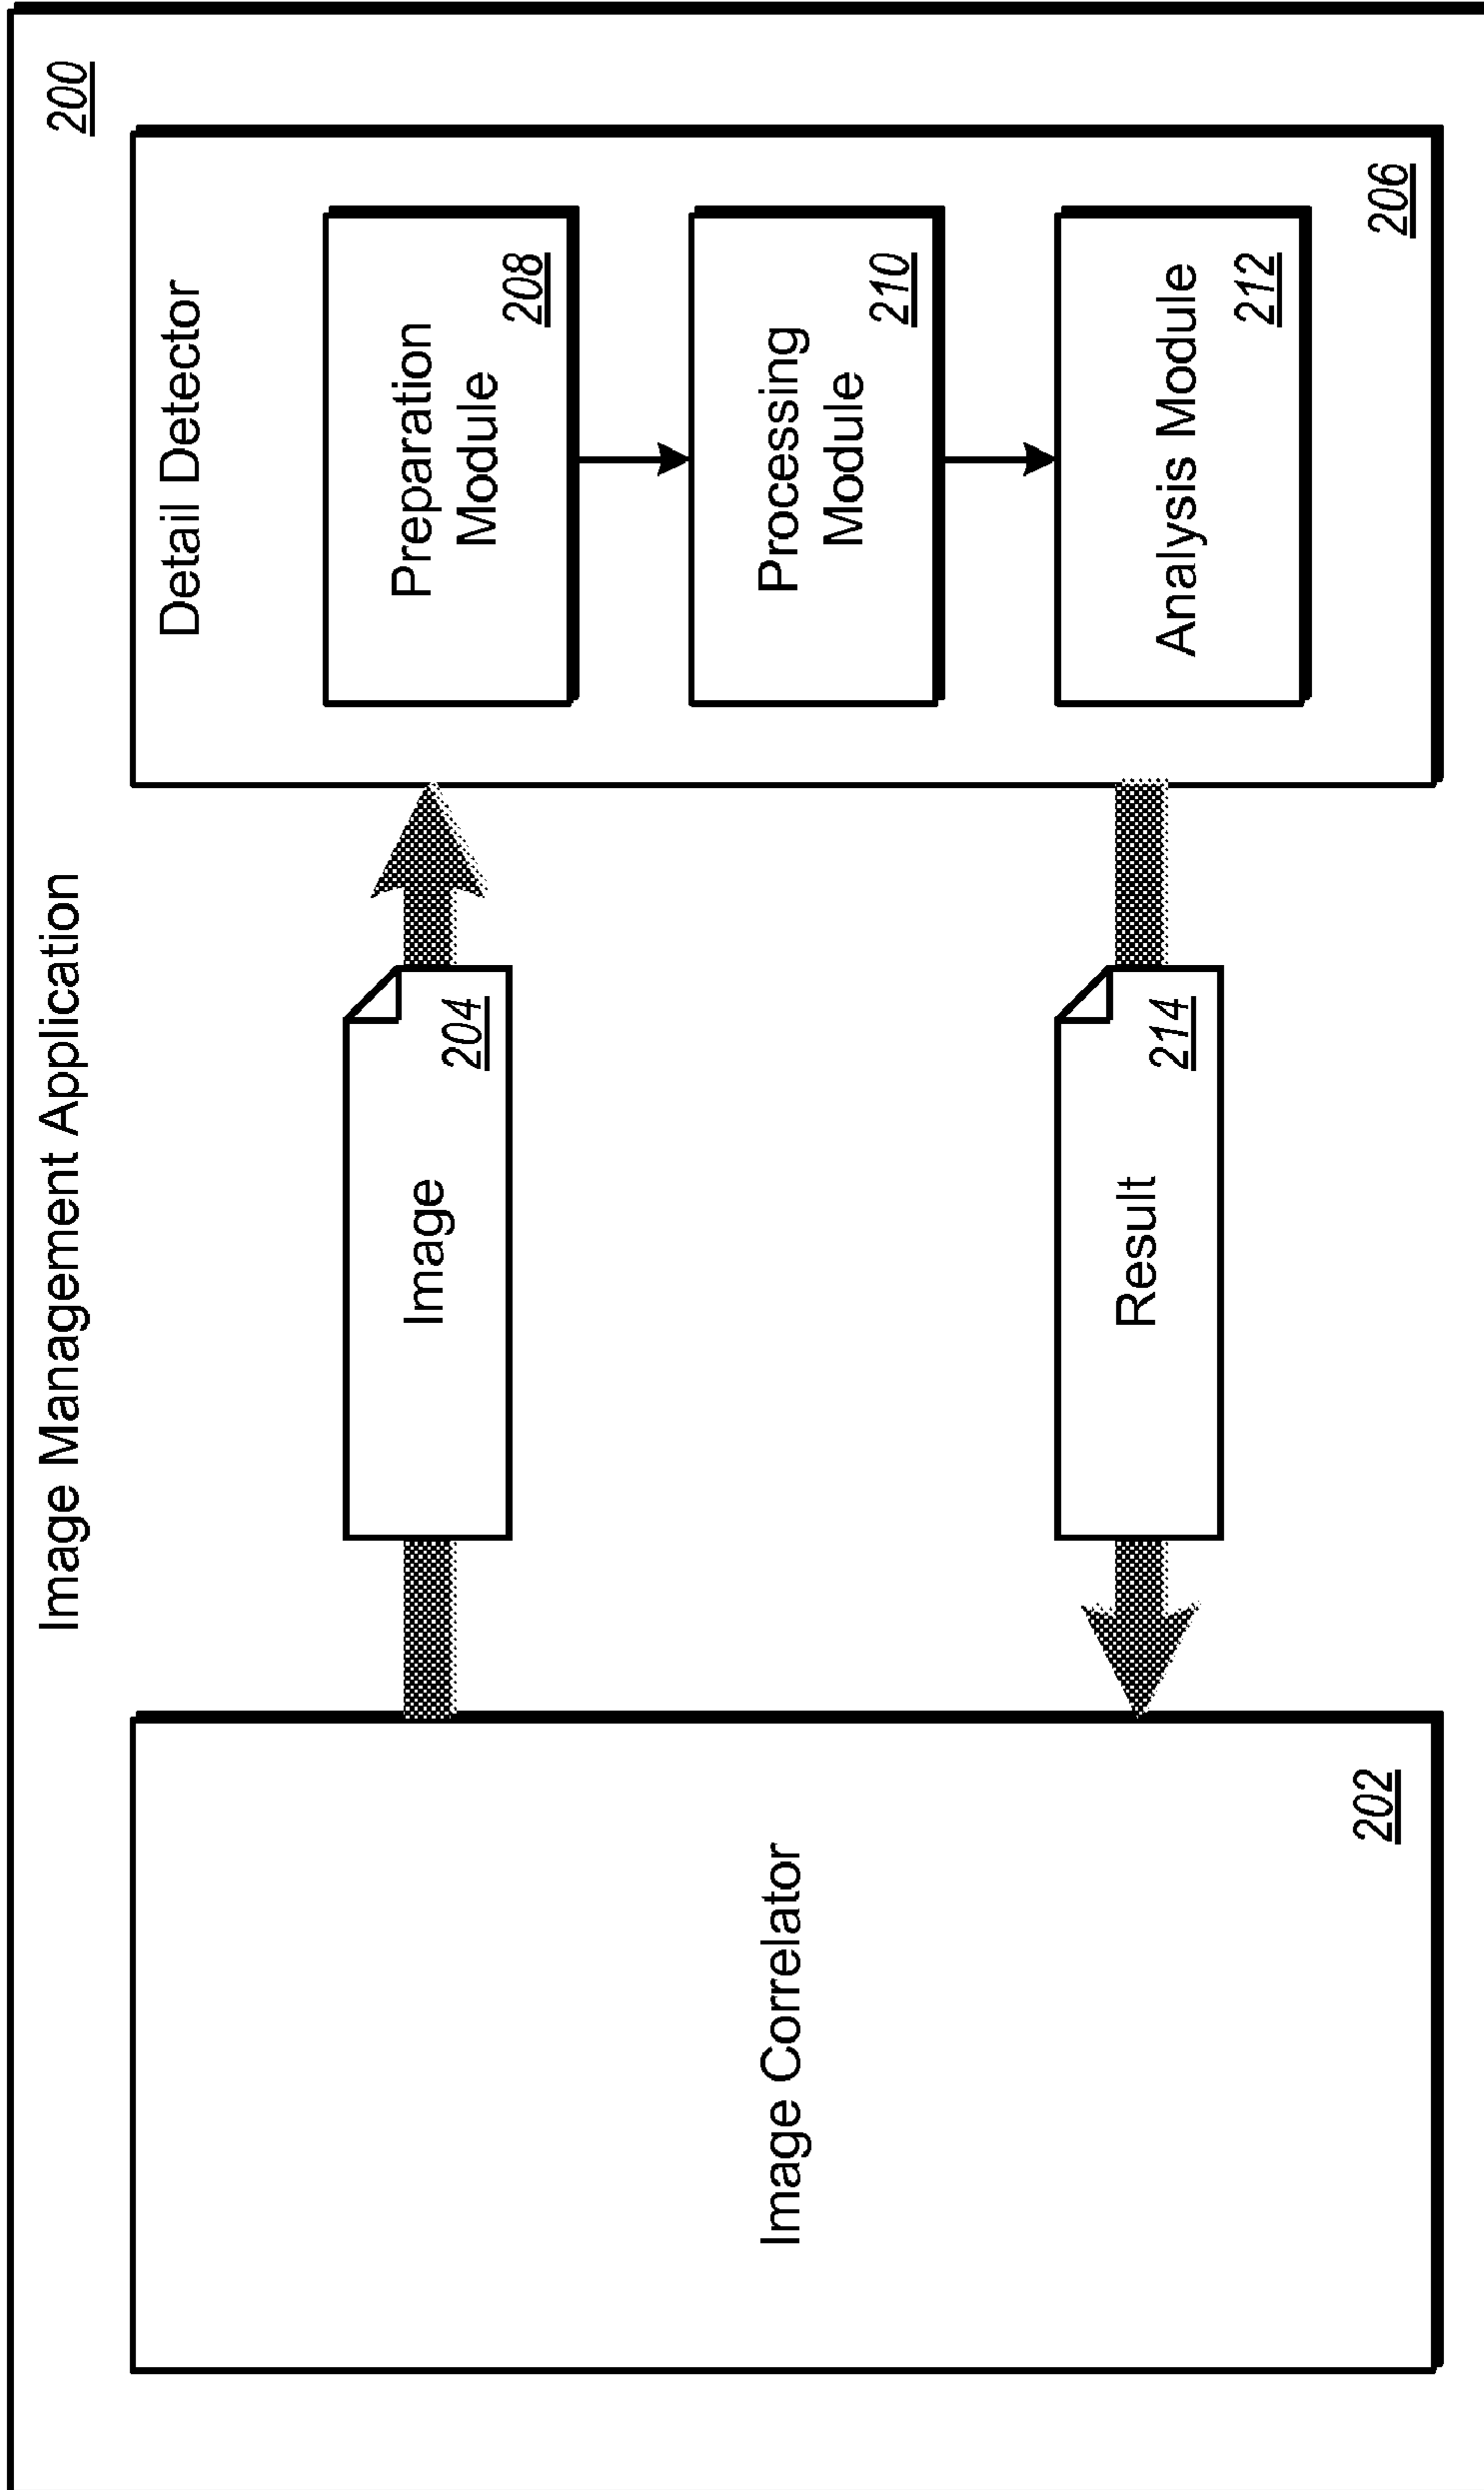 Image Management Application
200
Image Correlator
202
Image
204
Result
214
Detail Detector
Preparation
Module
208
Processing
Module
210
Analysis Module
212
206